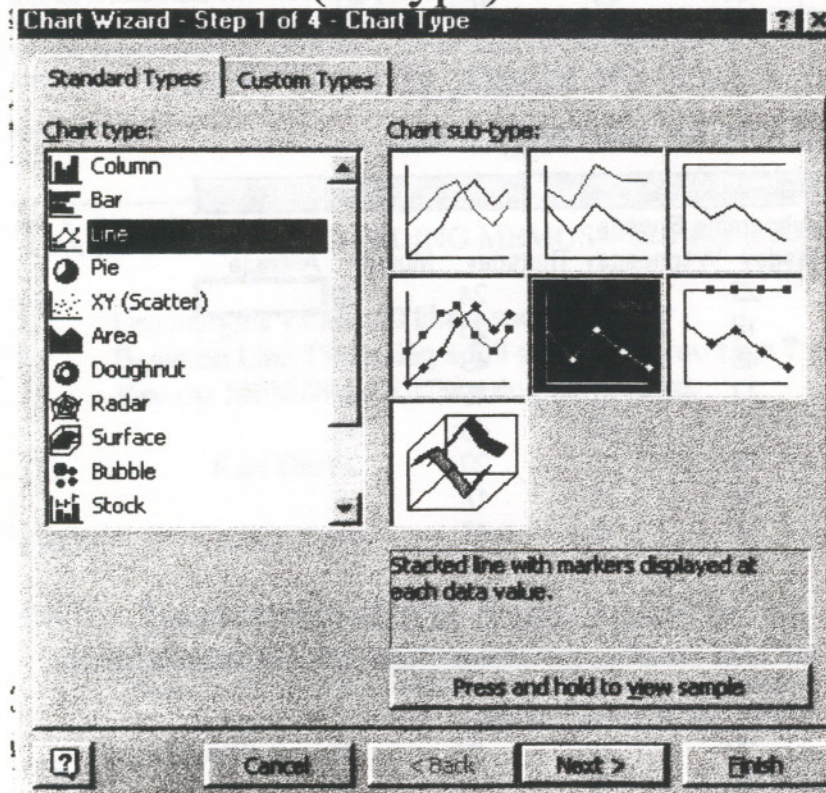 Chart Wizard - Step 1 of 4 - Chart Type
Standard Types
Custom Types
Chart type:
Column
Bar
Line
Pie
XY (Scatter)
Area
Doughnut
Radar
Surface
Bubble
Stock
Chart sub-type:
Stacked line with markers displayed at
each data value.
Press and hold to view sample
Cancel
< Back
Next >
Finish